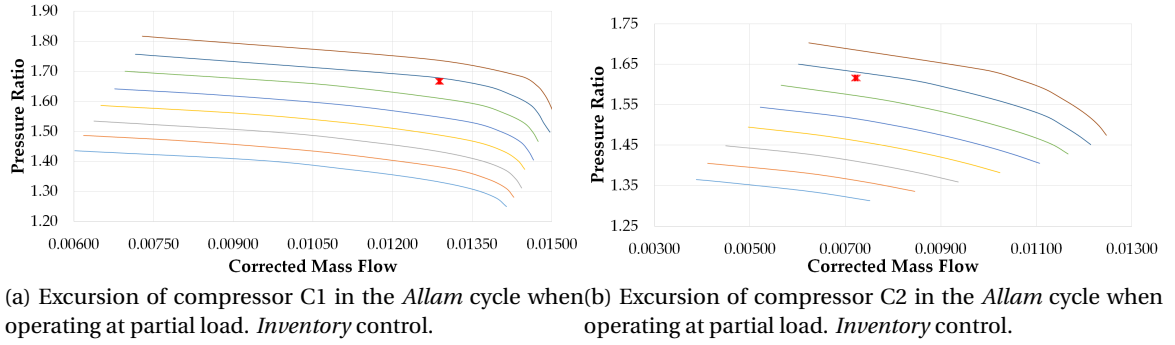 1.90
1.80
1.70
1.60
1.50
1.40
1.30
1.20
Pressure Ratio
0.00600 0.00750 0.00900 0.01050 0.01200 0.01350 0.01500
Corrected Mass Flow
(a) Excursion of compressor C1 in the Allam cycle when
operating at partial load. Inventory control.
1.75
1.65
1.55
1.45
1.35
1.25
Pressure Ratio
0.00300 0.00500 0.00700 0.00900 0.01100 0.01300
Corrected Mass Flow
(b) Excursion of compressor C2 in the Allam cycle when
operating at partial load. Inventory control.